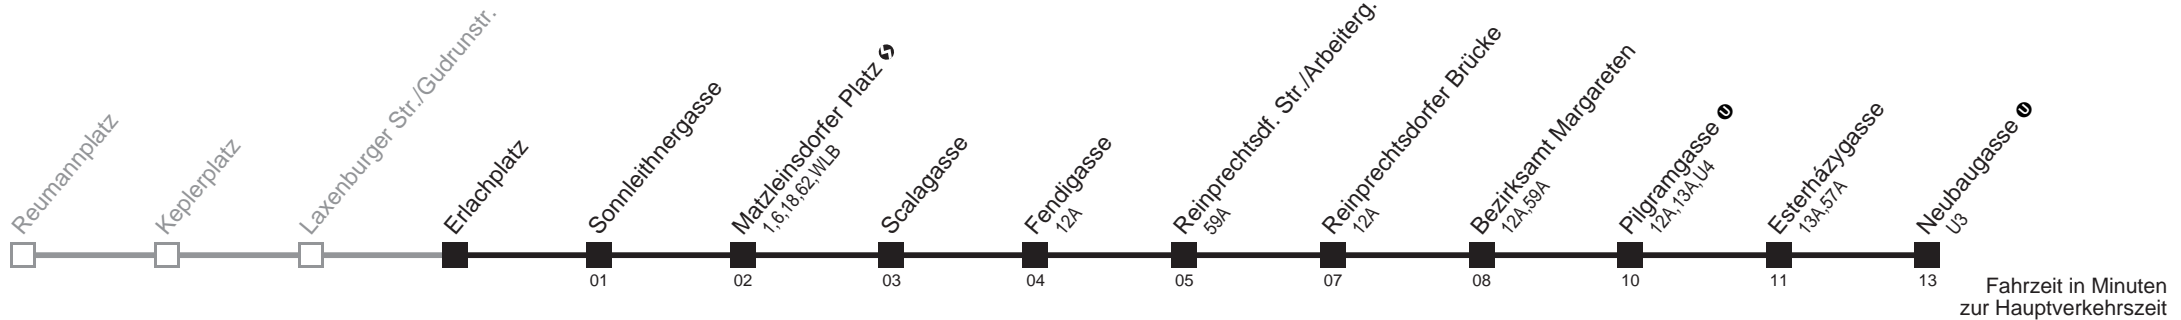 Reumannplatz
Keplerplatz
Laxenburger Str./Gudrunstr.
Erlachplatz
Sonnleithnergasse
Matzleinsdorfer Platz
1,6,18,62,WLB
Scalagasse
Fendigasse
12A
Reinprechtsdf. Str./Arbeiterg.
59A
Reinprechtsdorfer Brücke
12A
Bezirksamt Margareten
12A,59A
Pilgramgasse U
12A,13A,U4
Esterházygasse
13A,57A
Neubaugasse U
U3
01
02
03
04
05
07
08
10
11
13
Fahrzeit in Minuten
zur Hauptverkehrszeit